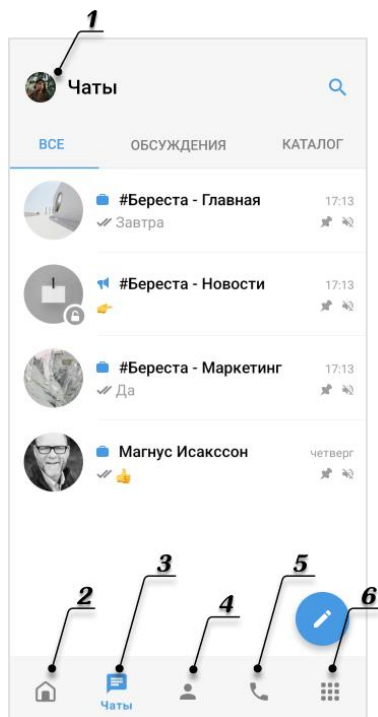 1
Чаты
ВСЕ ОБСУЖДЕНИЯ КАТАЛОГ
#Береста - Главная 17:13
Завтра
#Береста - Новости 17:13
👉
#Береста - Маркетинг 17:13
Да
Магнус Исакссон четверг
👍
2 3 4 5 6
Чаты